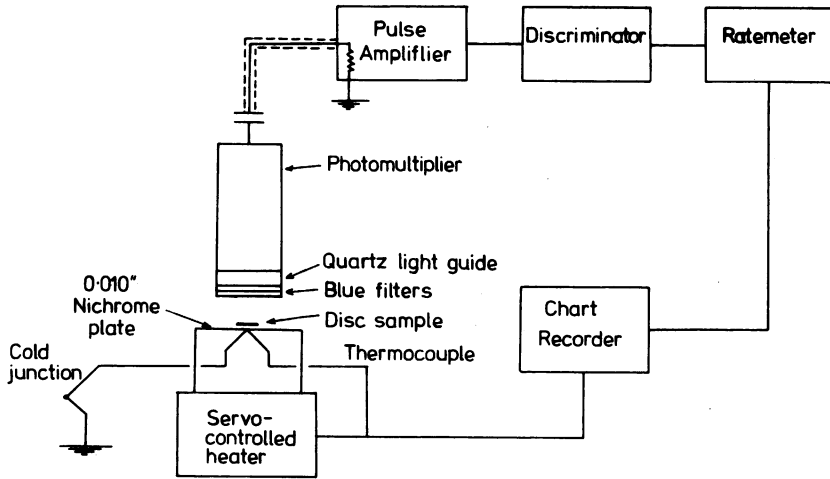 Pulse
Ampliflier
Discriminator
Ratemeter
Photomultiplier
Quartz light guide
Blue filters
Disc sample
0·010"
Nichrome
plate
Cold
junction
Thermocouple
Chart
Recorder
Servo-
controlled
heater